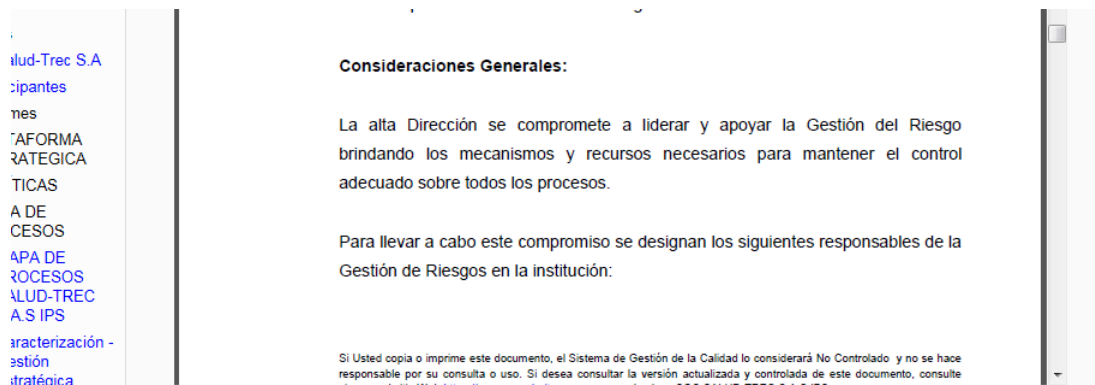 alud-Trec S.A
cipantes
mes
TAFORMA
RATEGICA
TICAS
A DE
CESOS
APA DE
ROCESOS
ALUD-TREC
A.S IPS
aracterización -
estión
stratégica
Consideraciones Generales:
La alta Dirección se compromete a liderar y apoyar la Gestión del Riesgo
brindando los mecanismos y recursos necesarios para mantener el control
adecuado sobre todos los procesos.
Para llevar a cabo este compromiso se designan los siguientes responsables de la
Gestión de Riesgos en la institución:
Si Usted copia o imprime este documento, el Sistema de Gestión de la Calidad lo considerará No Controlado y no se hace
responsable por su consulta o uso. Si desea consultar la versión actualizada y controlada de este documento, consulte